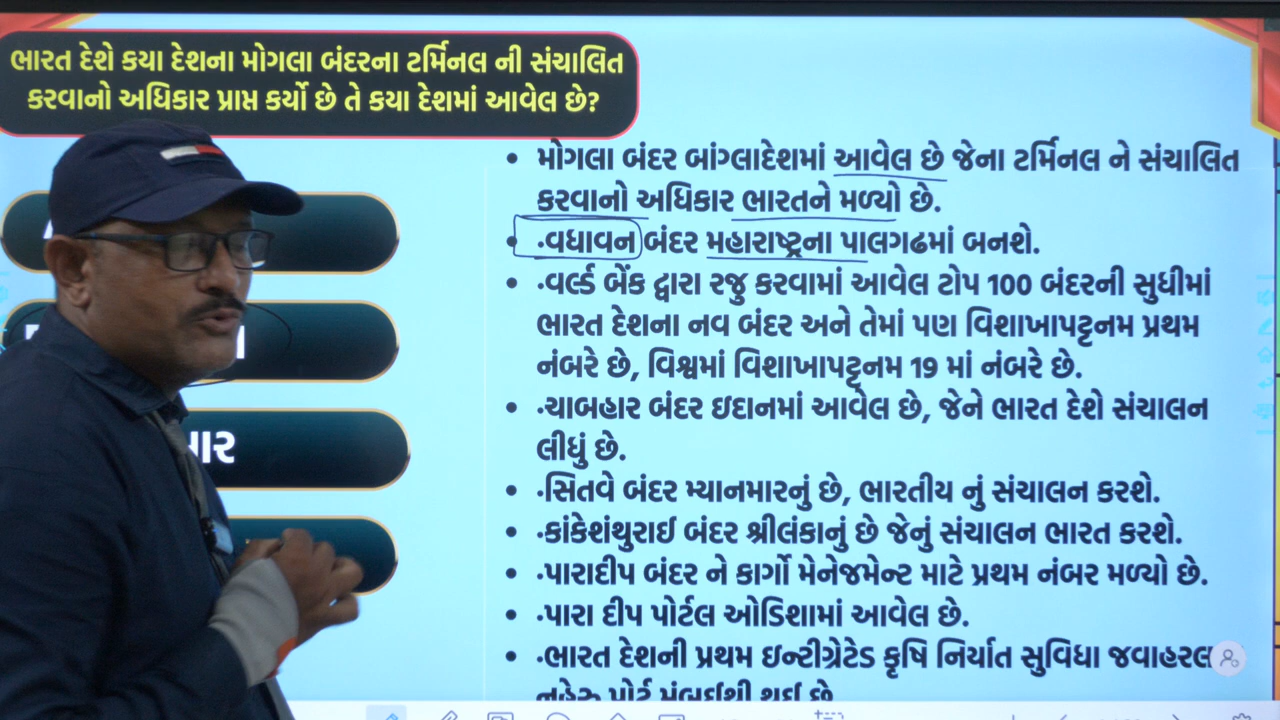 ભારત દેશે કયા દેશના મોગલા બંદરના ટર્મિનલ ની સંચાલિત
કરવાનો અધિકાર પ્રાપ્ત કર્યો છે તે કયા દેશમાં આવેલ છે?
• મોગલા બંદર બાંગ્લાદેશમાં આવેલ છે જેના ટર્મિનલ ને સંચાલિત
કરવાનો અધિકાર ભારતને મળ્યો છે.
• .વધાવન બંદર મહારાષ્ટ્રના પાલગઢમાં બનશે.
• .વર્લ્ડ બેંક દ્વારા રજુ કરવામાં આવેલ ટોપ 100 બંદરની સુધીમાં
ભારત દેશના નવ બંદર અને તેમાં પણ વિશાખાપટ્ટનમ પ્રથમ
નંબરે છે, વિશ્વમાં વિશાખાપટ્ટનમ 19 માં નંબરે છે.
• .ચાબહાર બંદર ઇદાનમાં આવેલ છે, જેને ભારત દેશે સંચાલન
લીધું છે.
• .સિતવે બંદર મ્યાનમારનું છે, ભારતીય નું સંચાલન કરશે.
• .કાંકેશંથુરાઈ બંદર શ્રીલંકાનું છે જેનું સંચાલન ભારત કરશે.
• .પારાદીપ બંદર ને કાર્ગો મેનેજમેન્ટ માટે પ્રથમ નંબર મળ્યો છે.
• .પારા દીપ પોર્ટલ ઓડિશામાં આવેલ છે.
• .ભારત દેશની પ્રથમ ઇન્ટીગ્રેટેડ કૃષિ નિર્યાત સુવિધા જવાહરલ
નહેરુ પોર્ટ મુંબઈથી થઈ છે